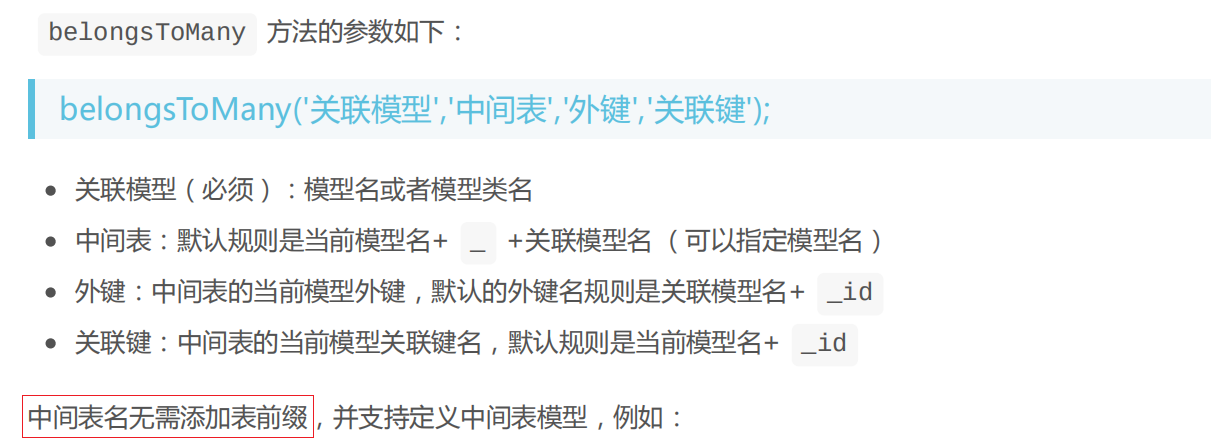 belongsToMany 方法的参数如下：
belongsToMany('关联模型','中间表','外键','关联键');
关联模型（必须）：模型名或者模型类名
中间表：默认规则是当前模型名+ _ +关联模型名 （可以指定模型名）
外键：中间表的当前模型外键，默认的外键名规则是关联模型名+ _id
关联键：中间表的当前模型关联键名，默认规则是当前模型名+ _id
中间表名无需添加表前缀，并支持定义中间表模型，例如：